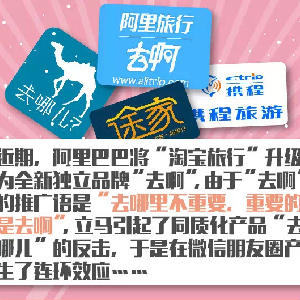 阿里旅行
去啊
www.alitrip.com
去哪儿
途家
携程
携程旅游
近期，阿里巴巴将“淘宝旅行”升级
为全新独立品牌“去啊”，由于“去啊”
的推广语是“去哪里不重要，重要的
是去啊”，立马引起了同质化产品“去
哪儿”的反击，于是在微信朋友圈产
生了连环效应……